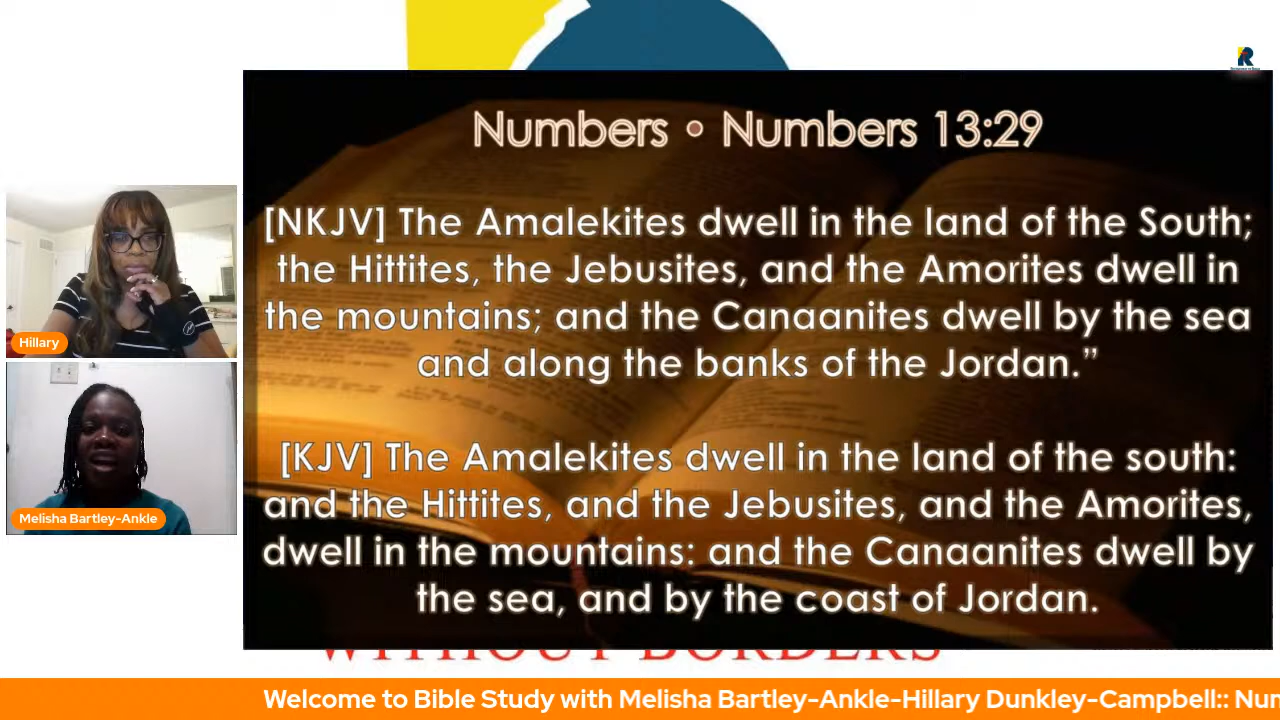 Numbers • Numbers 13:29
[NKJV] The Amalekites dwell in the land of the South;
the Hittites, the Jebusites, and the Amorites dwell in
the mountains; and the Canaanites dwell by the sea
and along the banks of the Jordan.”
[KJV] The Amalekites dwell in the land of the south:
and the Hittites, and the Jebusites, and the Amorites,
dwell in the mountains: and the Canaanites dwell by
the sea, and by the coast of Jordan.
Hillary
Melisha Bartley-Ankle
WITHOUT BORDERS
Welcome to Bible Study with Melisha Bartley-Ankle-Hillary Dunkley-Campbell:: Nur